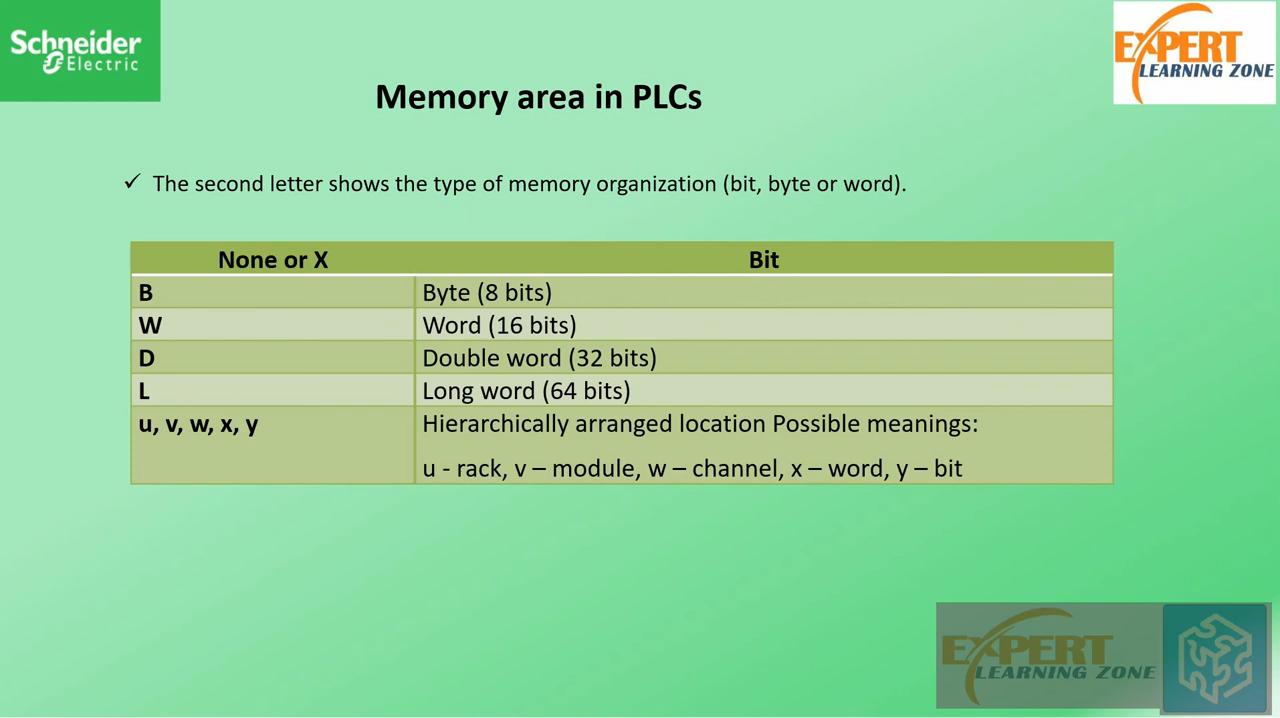 Schneider
Electric
EXPERT
LEARNING ZONE
Memory area in PLCs
✓ The second letter shows the type of memory organization (bit, byte or word).
None or X Bit
B Byte (8 bits)
W Word (16 bits)
D Double word (32 bits)
L Long word (64 bits)
u, v, w, x, y Hierarchically arranged location Possible meanings:
u - rack, v – module, w – channel, x – word, y – bit
EXPERT
LEARNING ZONE